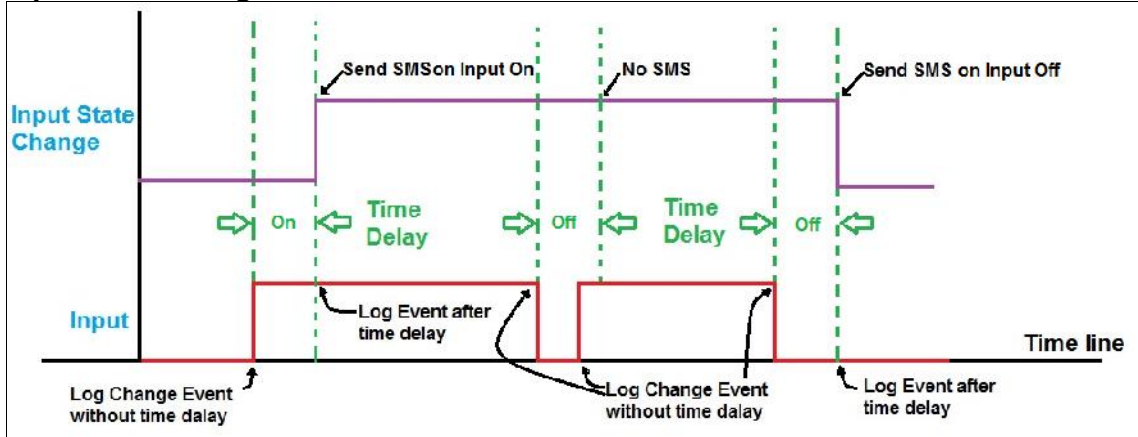 Send SMSon Input On
No SMS
Send SMS on Input Off
Input State
Change
On
Time
Delay
Off
Time
Delay
Off
Input
Log Event after
time delay
Time line
Log Change Event
without time dalay
Log Change Event
without time dalay
Log Event after
time delay